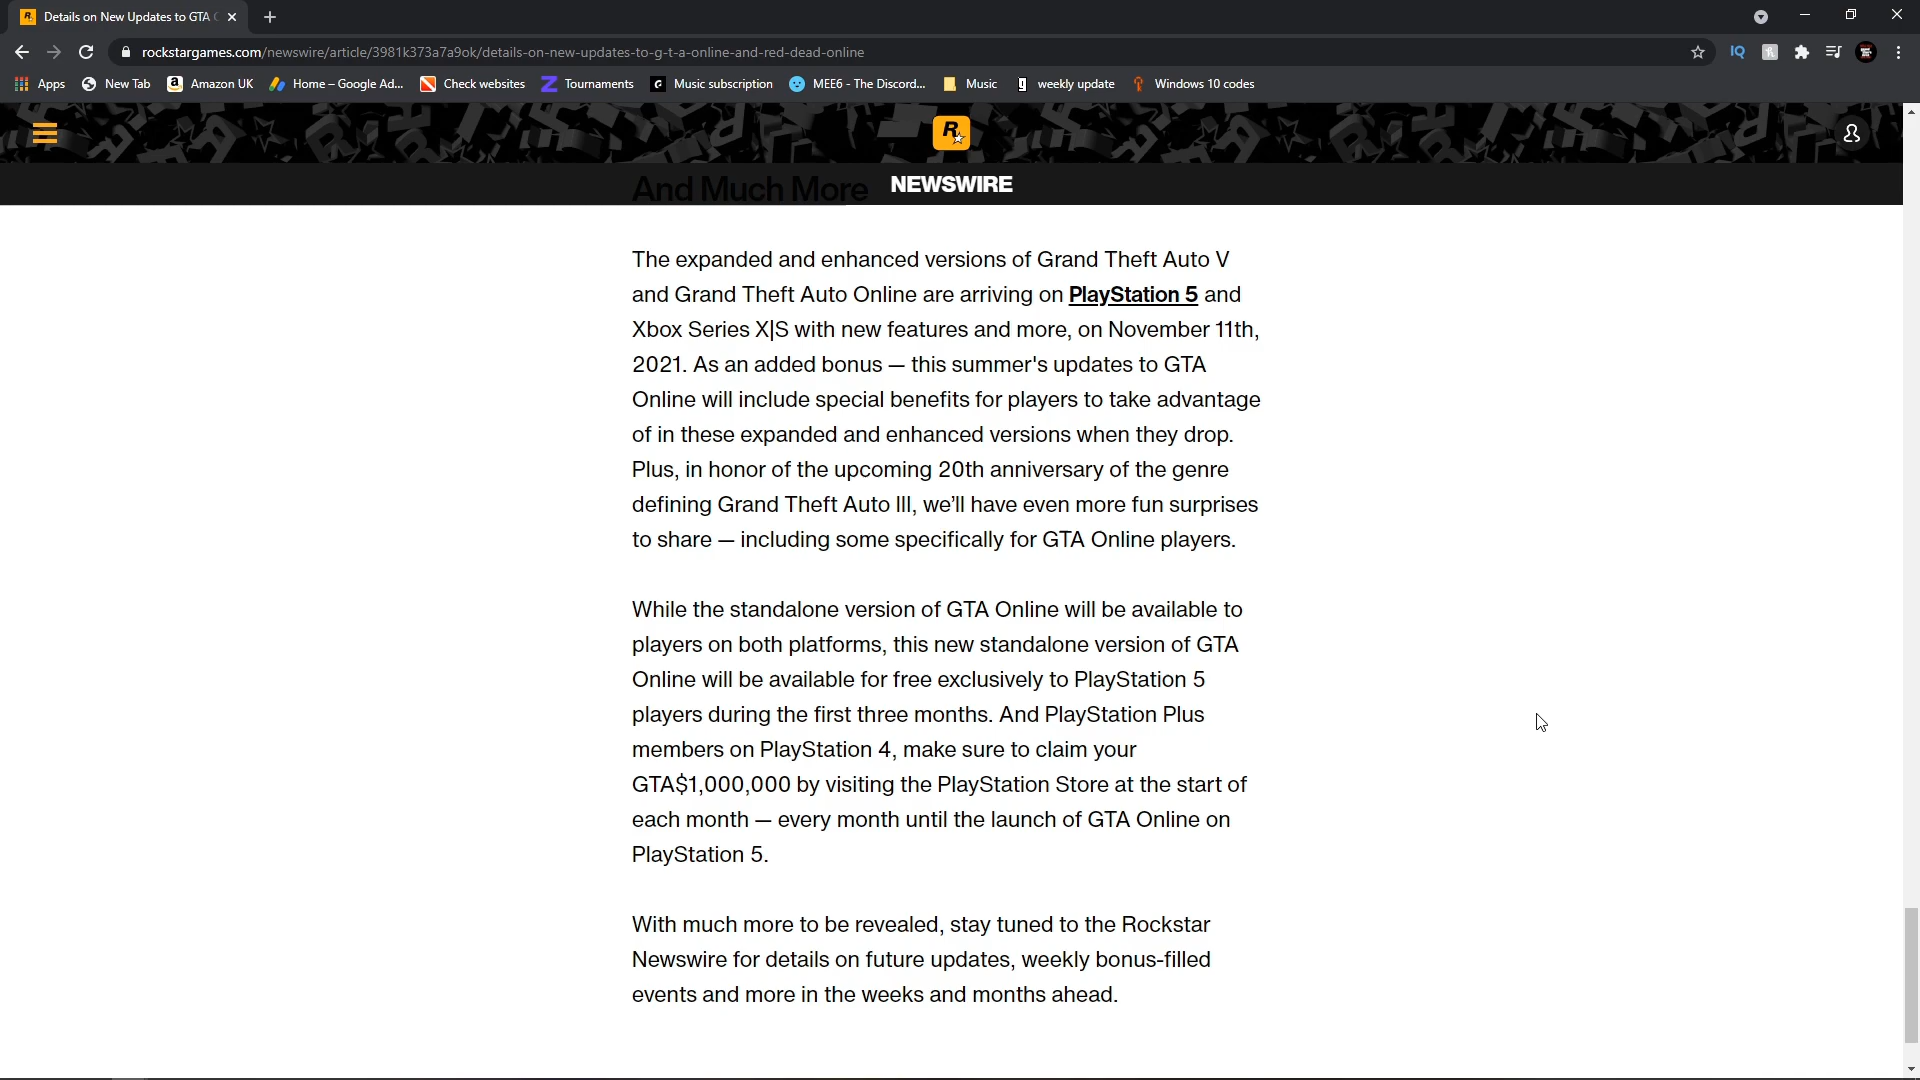 Details on New Updates to GTA
rockstargames.com/newswire/article/3981k373a7a9ok/details-on-new-updates-to-g-t-a-online-and-red-dead-online
Apps New Tab Amazon UK Home – Google Ad... Check websites Tournaments Music subscription MEE6 - The Discord... Music weekly update Windows 10 codes
And Much More NEWSWIRE
The expanded and enhanced versions of Grand Theft Auto V
and Grand Theft Auto Online are arriving on PlayStation 5 and
Xbox Series X|S with new features and more, on November 11th,
2021. As an added bonus — this summer's updates to GTA
Online will include special benefits for players to take advantage
of in these expanded and enhanced versions when they drop.
Plus, in honor of the upcoming 20th anniversary of the genre
defining Grand Theft Auto III, we’ll have even more fun surprises
to share — including some specifically for GTA Online players.
While the standalone version of GTA Online will be available to
players on both platforms, this new standalone version of GTA
Online will be available for free exclusively to PlayStation 5
players during the first three months. And PlayStation Plus
members on PlayStation 4, make sure to claim your
GTA$1,000,000 by visiting the PlayStation Store at the start of
each month — every month until the launch of GTA Online on
PlayStation 5.
With much more to be revealed, stay tuned to the Rockstar
Newswire for details on future updates, weekly bonus-filled
events and more in the weeks and months ahead.